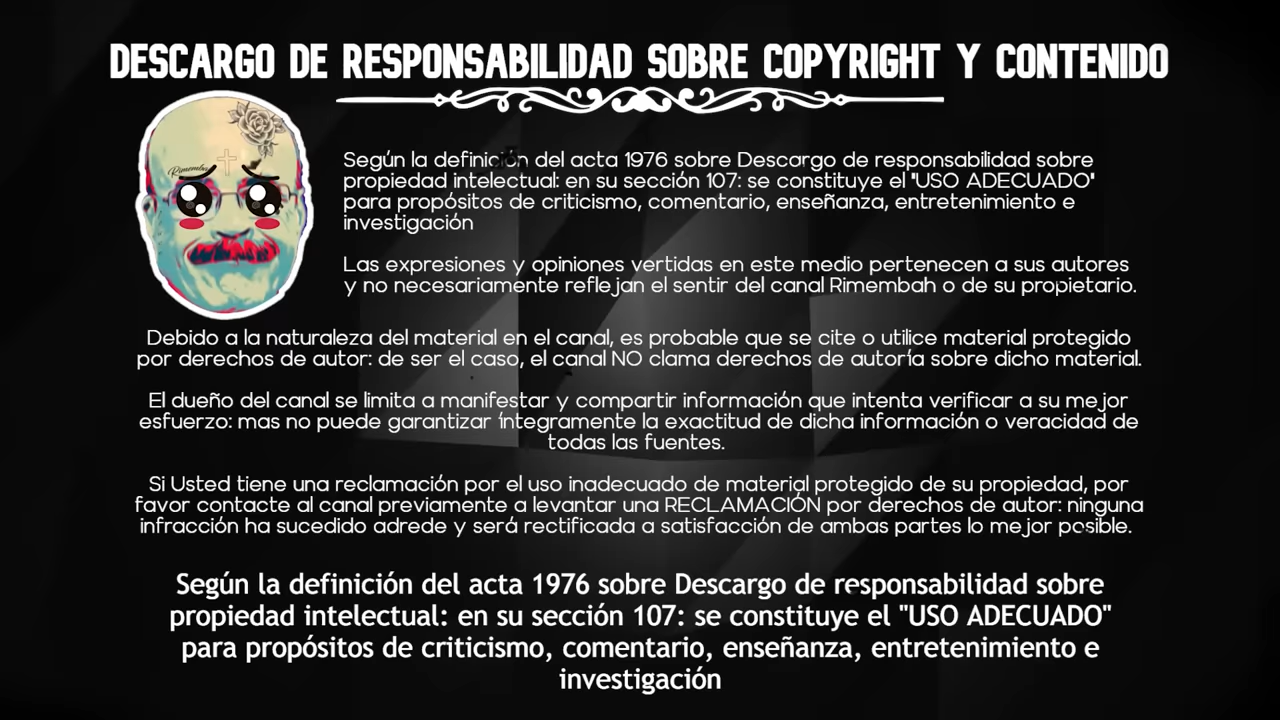 DESCARGO DE RESPONSABILIDAD SOBRE COPYRIGHT Y CONTENIDO
Rimembah
Según la definición del acta 1976 sobre Descargo de responsabilidad sobre
propiedad intelectual: en su sección 107: se constituye el "USO ADECUADO"
para propósitos de criticismo, comentario, enseñanza, entretenimiento e
investigación
Las expresiones y opiniones vertidas en este medio pertenecen a sus autores
y no necesariamente reflejan el sentir del canal Rimembah o de su propietario.
Debido a la naturaleza del material en el canal, es probable que se cite o utilice material protegido
por derechos de autor: de ser el caso, el canal NO clama derechos de autoría sobre dicho material.
El dueño del canal se limita a manifestar y compartir información que intenta verificar a su mejor
esfuerzo: mas no puede garantizar íntegramente la exactitud de dicha información o veracidad de
todas las fuentes.
Si Usted tiene una reclamación por el uso inadecuado de material protegido de su propiedad, por
favor contacte al canal previamente a levantar una RECLAMACIÓN por derechos de autor: ninguna
infracción ha sucedido adrede y será rectificada a satisfacción de ambas partes lo mejor posible.
Según la definición del acta 1976 sobre Descargo de responsabilidad sobre
propiedad intelectual: en su sección 107: se constituye el "USO ADECUADO"
para propósitos de criticismo, comentario, enseñanza, entretenimiento e
investigación